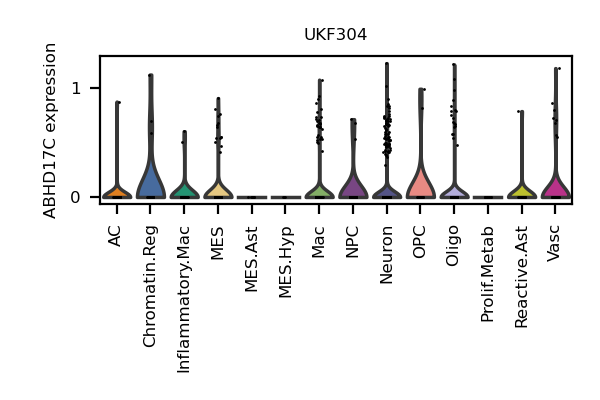 UKF304
ABHD17C expression
1
0
AC
Chromatin.Reg
Inflammatory.Mac
MES
MES.Ast
MES.Hyp
Mac
NPC
Neuron
OPC
Oligo
Prolif.Metab
Reactive.Ast
Vasc